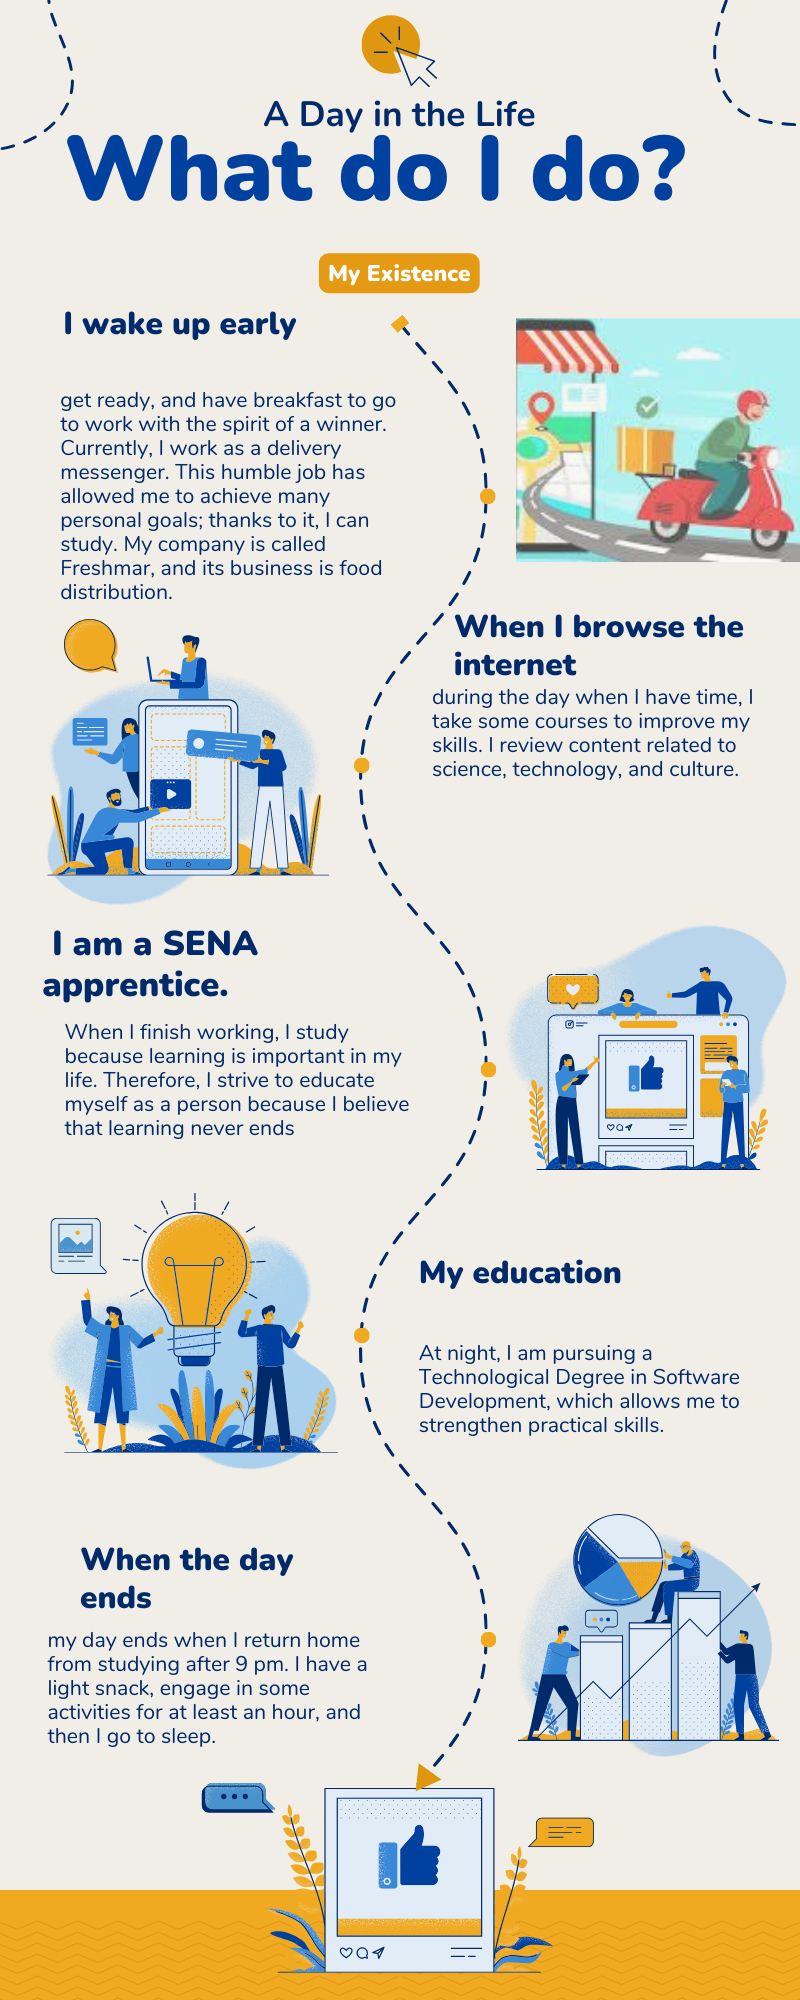 A Day in the Life
What do I do?
My Existence
I wake up early
get ready, and have breakfast to go
to work with the spirit of a winner.
Currently, I work as a delivery
messenger. This humble job has
allowed me to achieve many
personal goals; thanks to it, I can
study. My company is called
Freshmar, and its business is food
distribution.
When I browse the
internet
during the day when I have time, I
take some courses to improve my
skills. I review content related to
science, technology, and culture.
I am a SENA
apprentice.
When I finish working, I study
because learning is important in my
life. Therefore, I strive to educate
myself as a person because I believe
that learning never ends
My education
At night, I am pursuing a
Technological Degree in Software
Development, which allows me to
strengthen practical skills.
When the day
ends
my day ends when I return home
from studying after 9 pm. I have a
light snack, engage in some
activities for at least an hour, and
then I go to sleep.